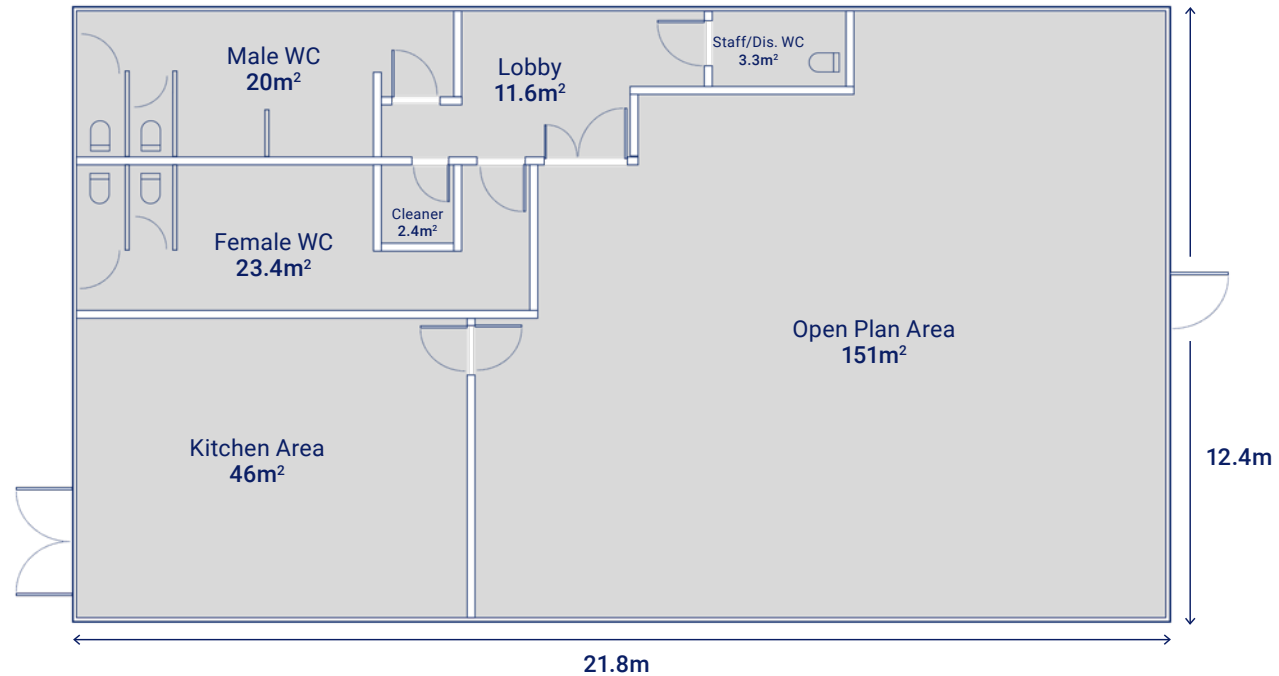 Male WC
20m²
Lobby
11.6m²
Staff/Dis. WC
3.3m²
Cleaner
2.4m²
Female WC
23.4m²
Open Plan Area
151m²
Kitchen Area
46m²
12.4m
21.8m